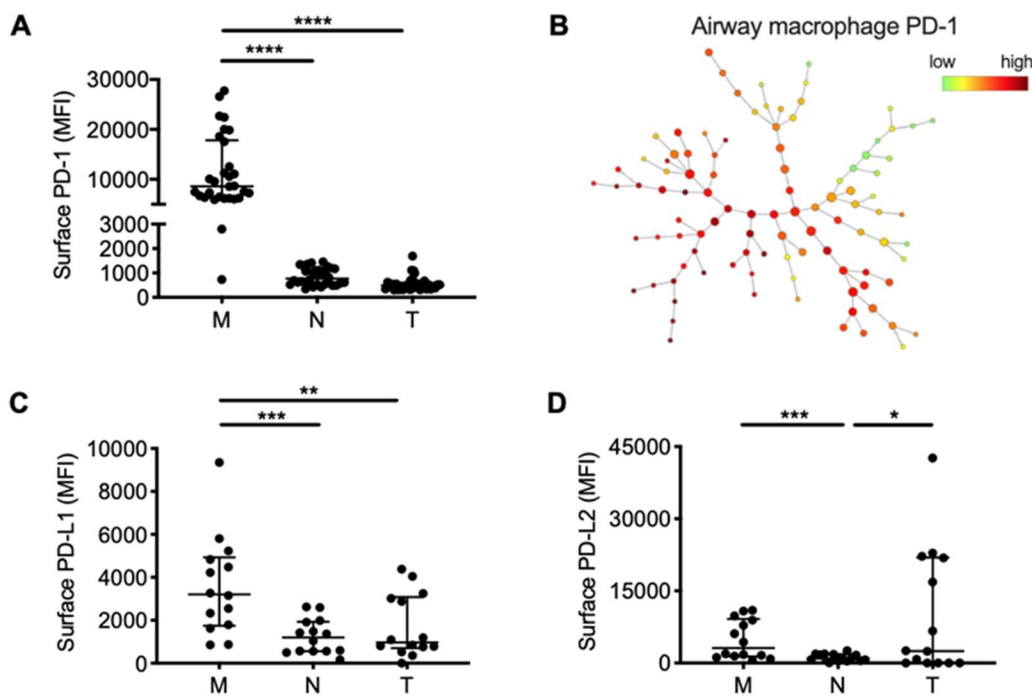 A
****
****
Surface PD-1 (MFI)
30000
20000
10000
3000
2000
1000
0
M N T
B
Airway macrophage PD-1
low high
C
**
***
Surface PD-L1 (MFI)
10000
8000
6000
4000
2000
0
M N T
D
*** *
Surface PD-L2 (MFI)
45000
30000
15000
0
M N T